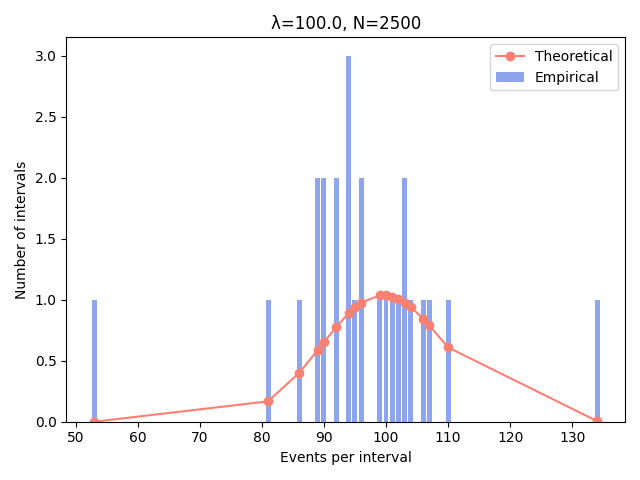 λ=100.0, N=2500
Theoretical
Empirical
3.0
2.5
2.0
1.5
1.0
0.5
0.0
Number of intervals
50 60 70 80 90 100 110 120 130
Events per interval